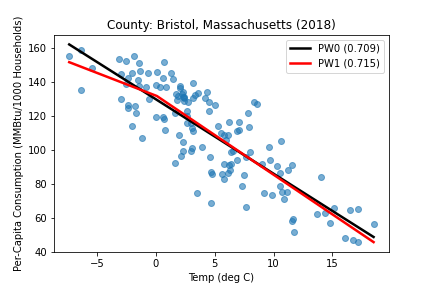 County: Bristol, Massachusetts (2018)
Per-Capita Consumption (MMBtu/1000 Households)
160
140
120
100
80
60
40
PW0 (0.709)
PW1 (0.715)
−5 0 5 10 15
Temp (deg C)